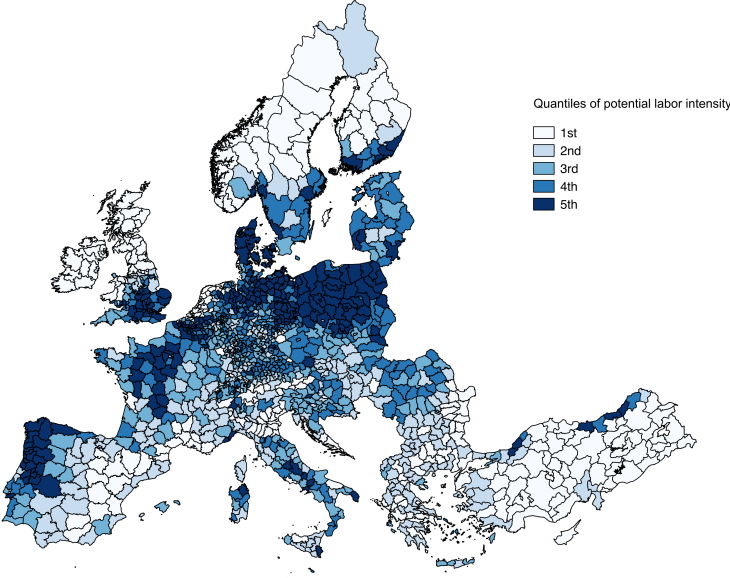 Quantiles of potential labor intensity
1st
2nd
3rd
4th
5th